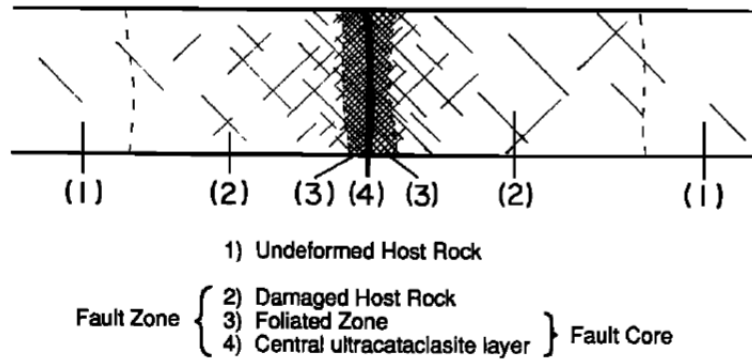 (1) (2) (3) (4) (3) (2) (1)
1) Undeformed Host Rock
2) Damaged Host Rock
Fault Zone { 3) Foliated Zone } Fault Core
4) Central ultracataclasite layer